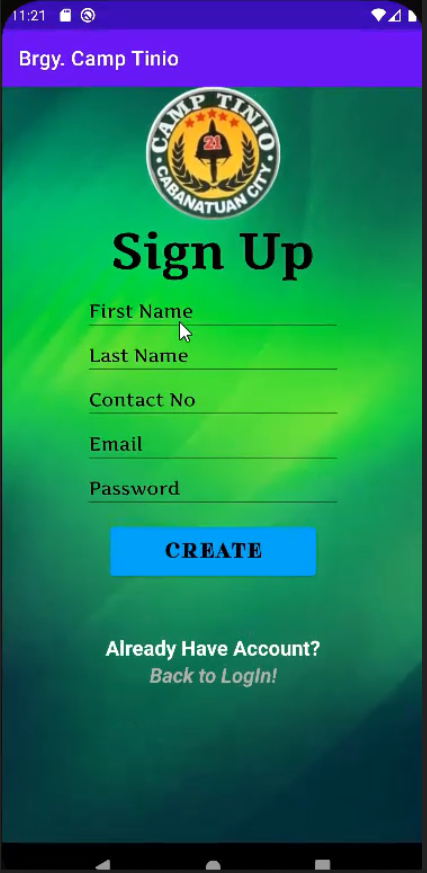 11:21
Brgy. Camp Tinio
CAMP TINIO
21
CABANATUAN CITY
Sign Up
First Name
Last Name
Contact No
Email
Password
CREATE
Already Have Account?
Back to LogIn!